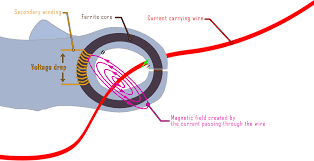 Secondary winding
Ferrite core
Current carrying wire
Voltage drop
Magnetic field created by
the current passing through the wire